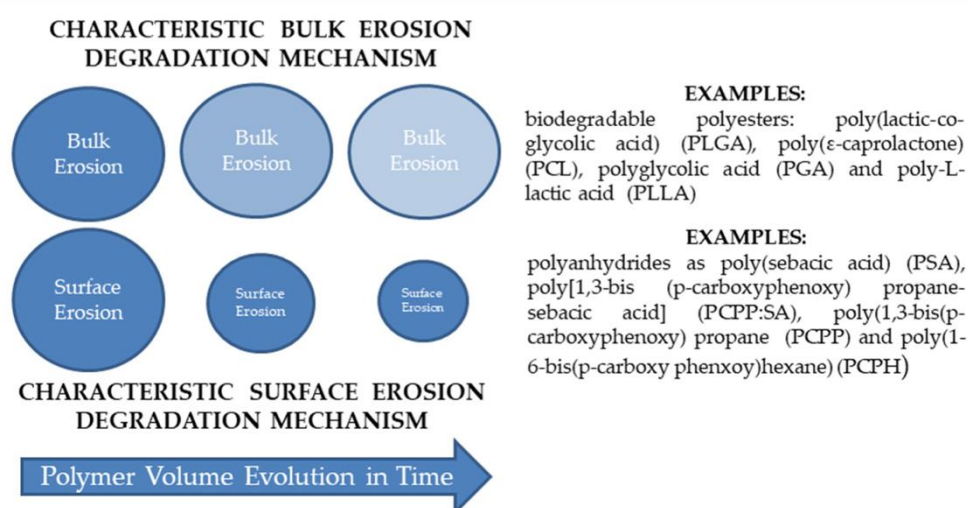 CHARACTERISTIC BULK EROSION
DEGRADATION MECHANISM
Bulk
Erosion
Bulk
Erosion
Bulk
Erosion
EXAMPLES:
biodegradable polyesters: poly(lactic-co-
glycolic acid) (PLGA), poly(ε-caprolactone)
(PCL), polyglycolic acid (PGA) and poly-L-
lactic acid (PLLA)
Surface
Erosion
Surface
Erosion
Surface
Erosion
EXAMPLES:
polyanhydrides as poly(sebacic acid) (PSA),
poly[1,3-bis (p-carboxyphenoxy) propane-
sebacic acid] (PCPP:SA), poly(1,3-bis(p-
carboxyphenoxy) propane (PCPP) and poly(1-
6-bis(p-carboxy phenxoy)hexane) (PCPH)
CHARACTERISTIC SURFACE EROSION
DEGRADATION MECHANISM
Polymer Volume Evolution in Time